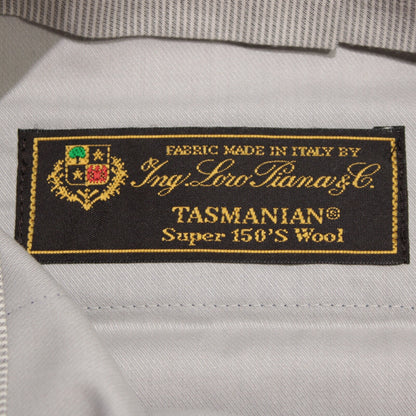 FABRIC MADE IN ITALY BY
Ing. Loro Piana & C.
TASMANIAN®
Super 150'S Wool